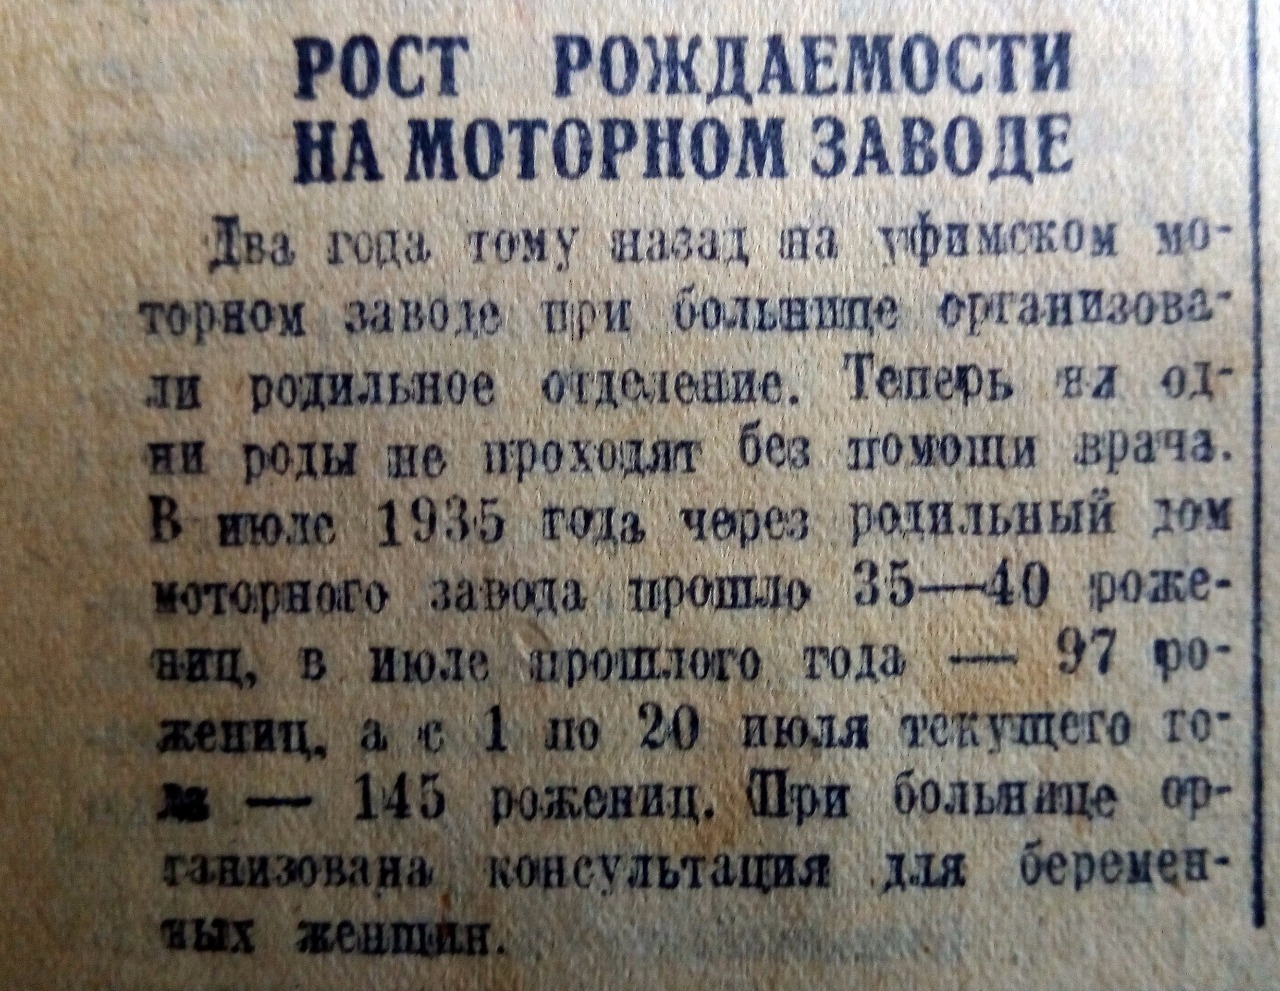 РОСТ РОЖДАЕМОСТИ
НА МОТОРНОМ ЗАВОДЕ
Два года тому назад на уфимском мо-
торном заводе при больнице организова-
ли родильное отделение. Теперь ни од-
ни роды не проходят без помощи врача.
В июле 1935 года через родильный дом
моторного завода прошло 35—40 роже-
ниц, в июле прошлого года — 97 ро-
жениц, а с 1 по 20 июля текущего го-
да — 145 рожениц. При больнице ор-
ганизована консультация для беремен-
ных женщин.